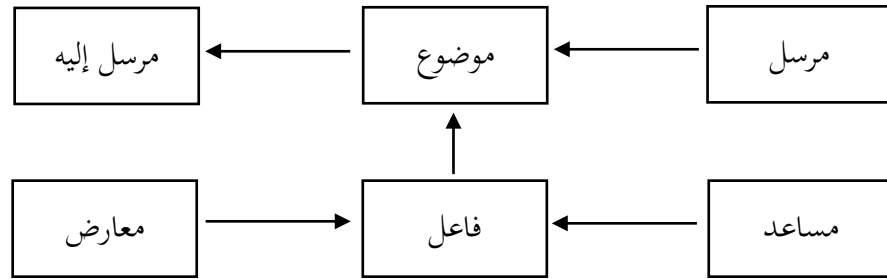 مرسل
موضوع
مرسل إليه
مساعد
فاعل
معارض